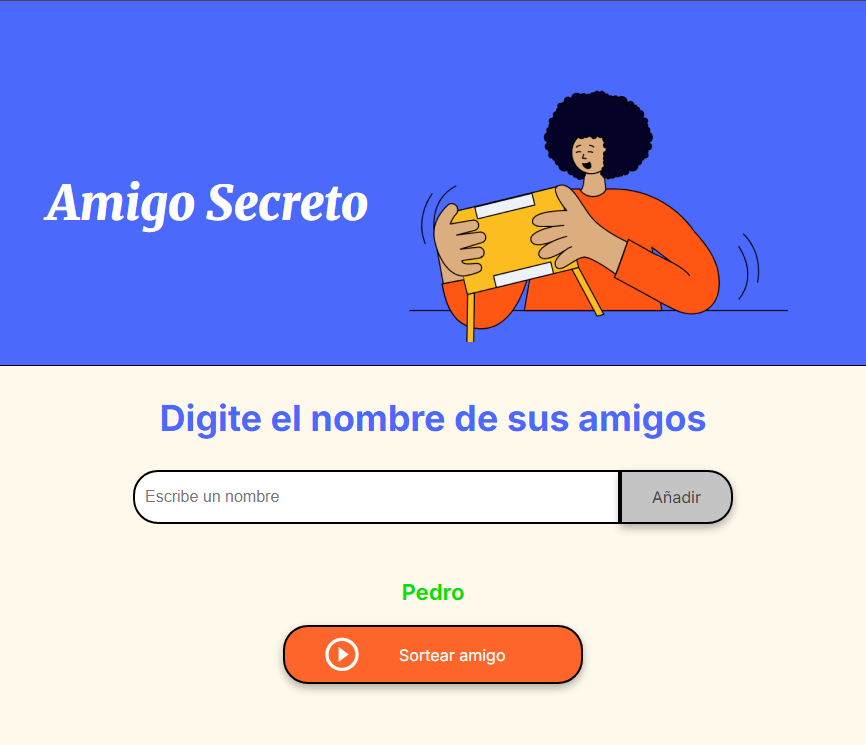 Amigo Secreto
Digite el nombre de sus amigos
Escribe un nombre
Añadir
Pedro
Sortear amigo